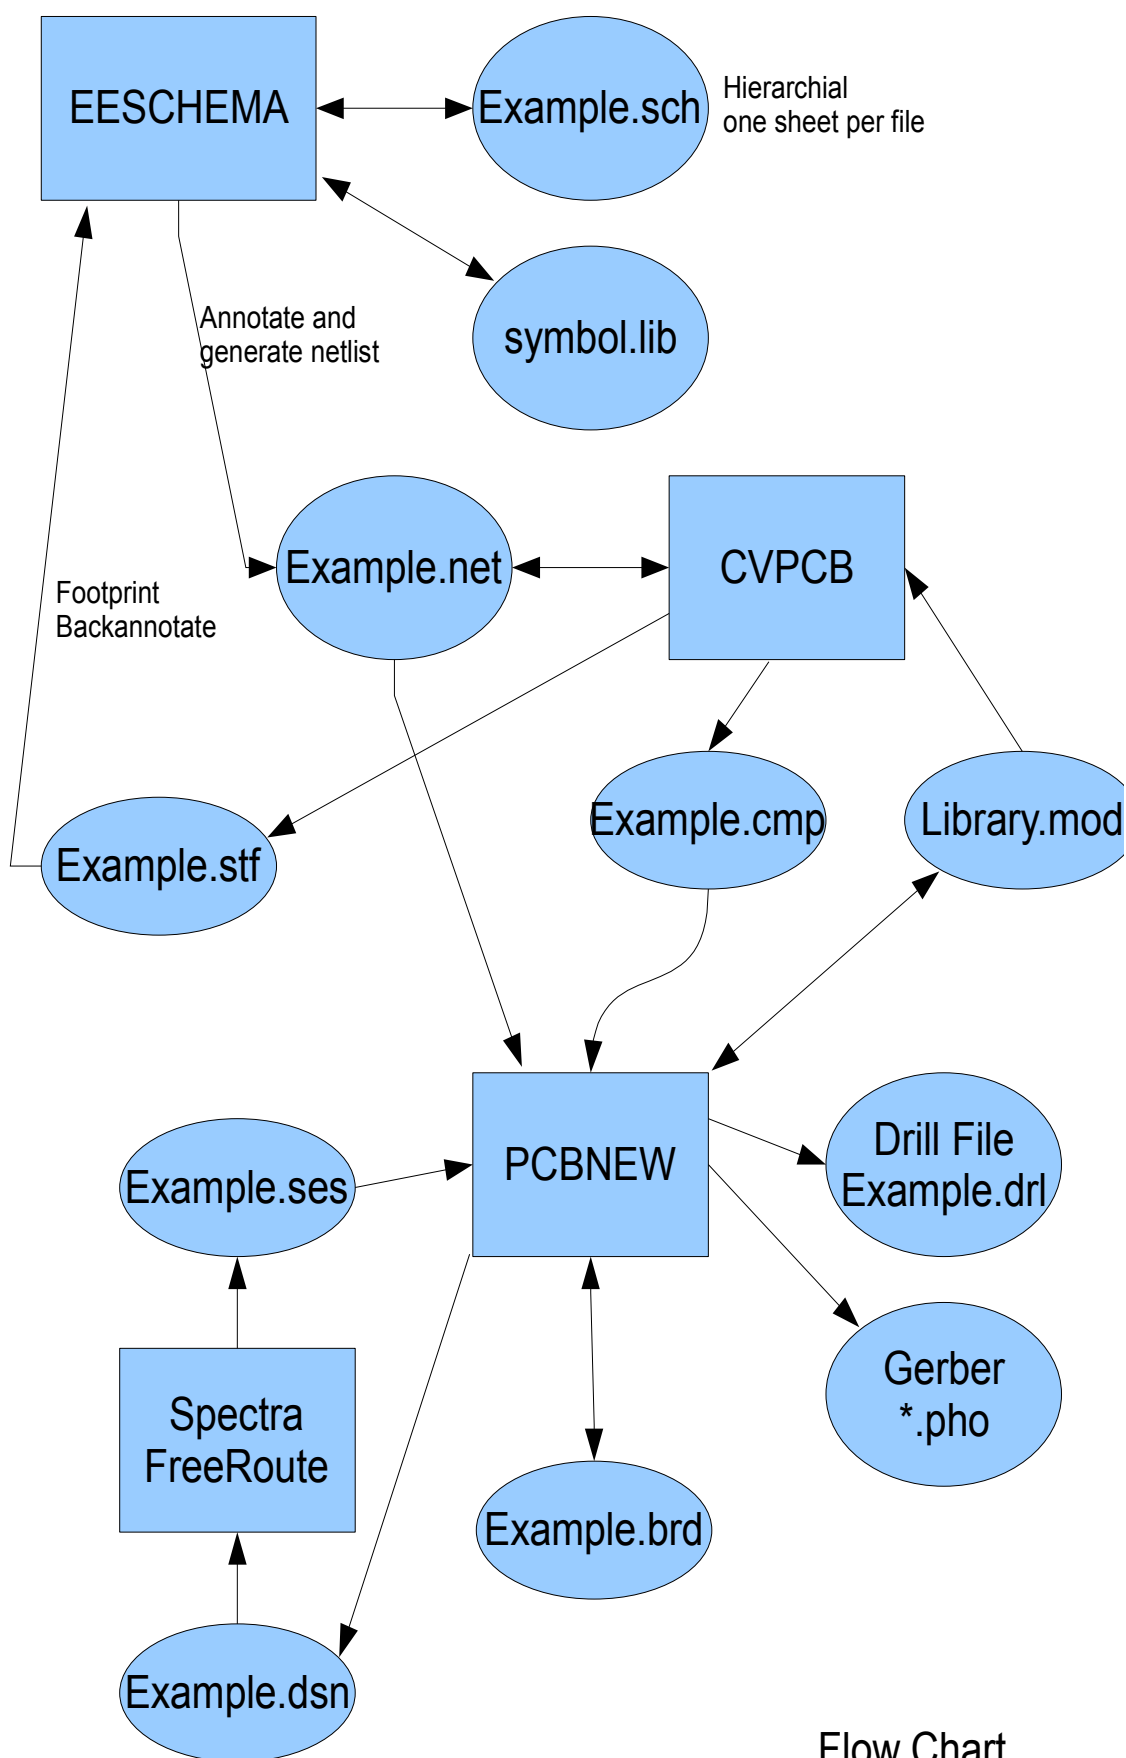 EESCHEMA
Example.sch
Hierarchial
one sheet per file
symbol.lib
Annotate and
generate netlist
Example.net
CVPCB
Footprint
Backannotate
Example.cmp
Library.mod
Example.stf
PCBNEW
Drill File
Example.drl
Example.ses
Gerber
*.pho
Spectra
FreeRoute
Example.brd
Example.dsn
Flow Chart